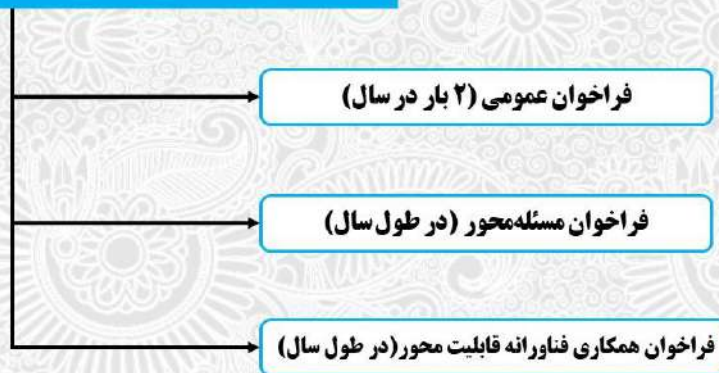 فراخوان عمومی (۲ بار در سال)
فراخوان مسئله‌محور (در طول سال)
فراخوان همکاری فناورانه قابلیت محور(در طول سال)